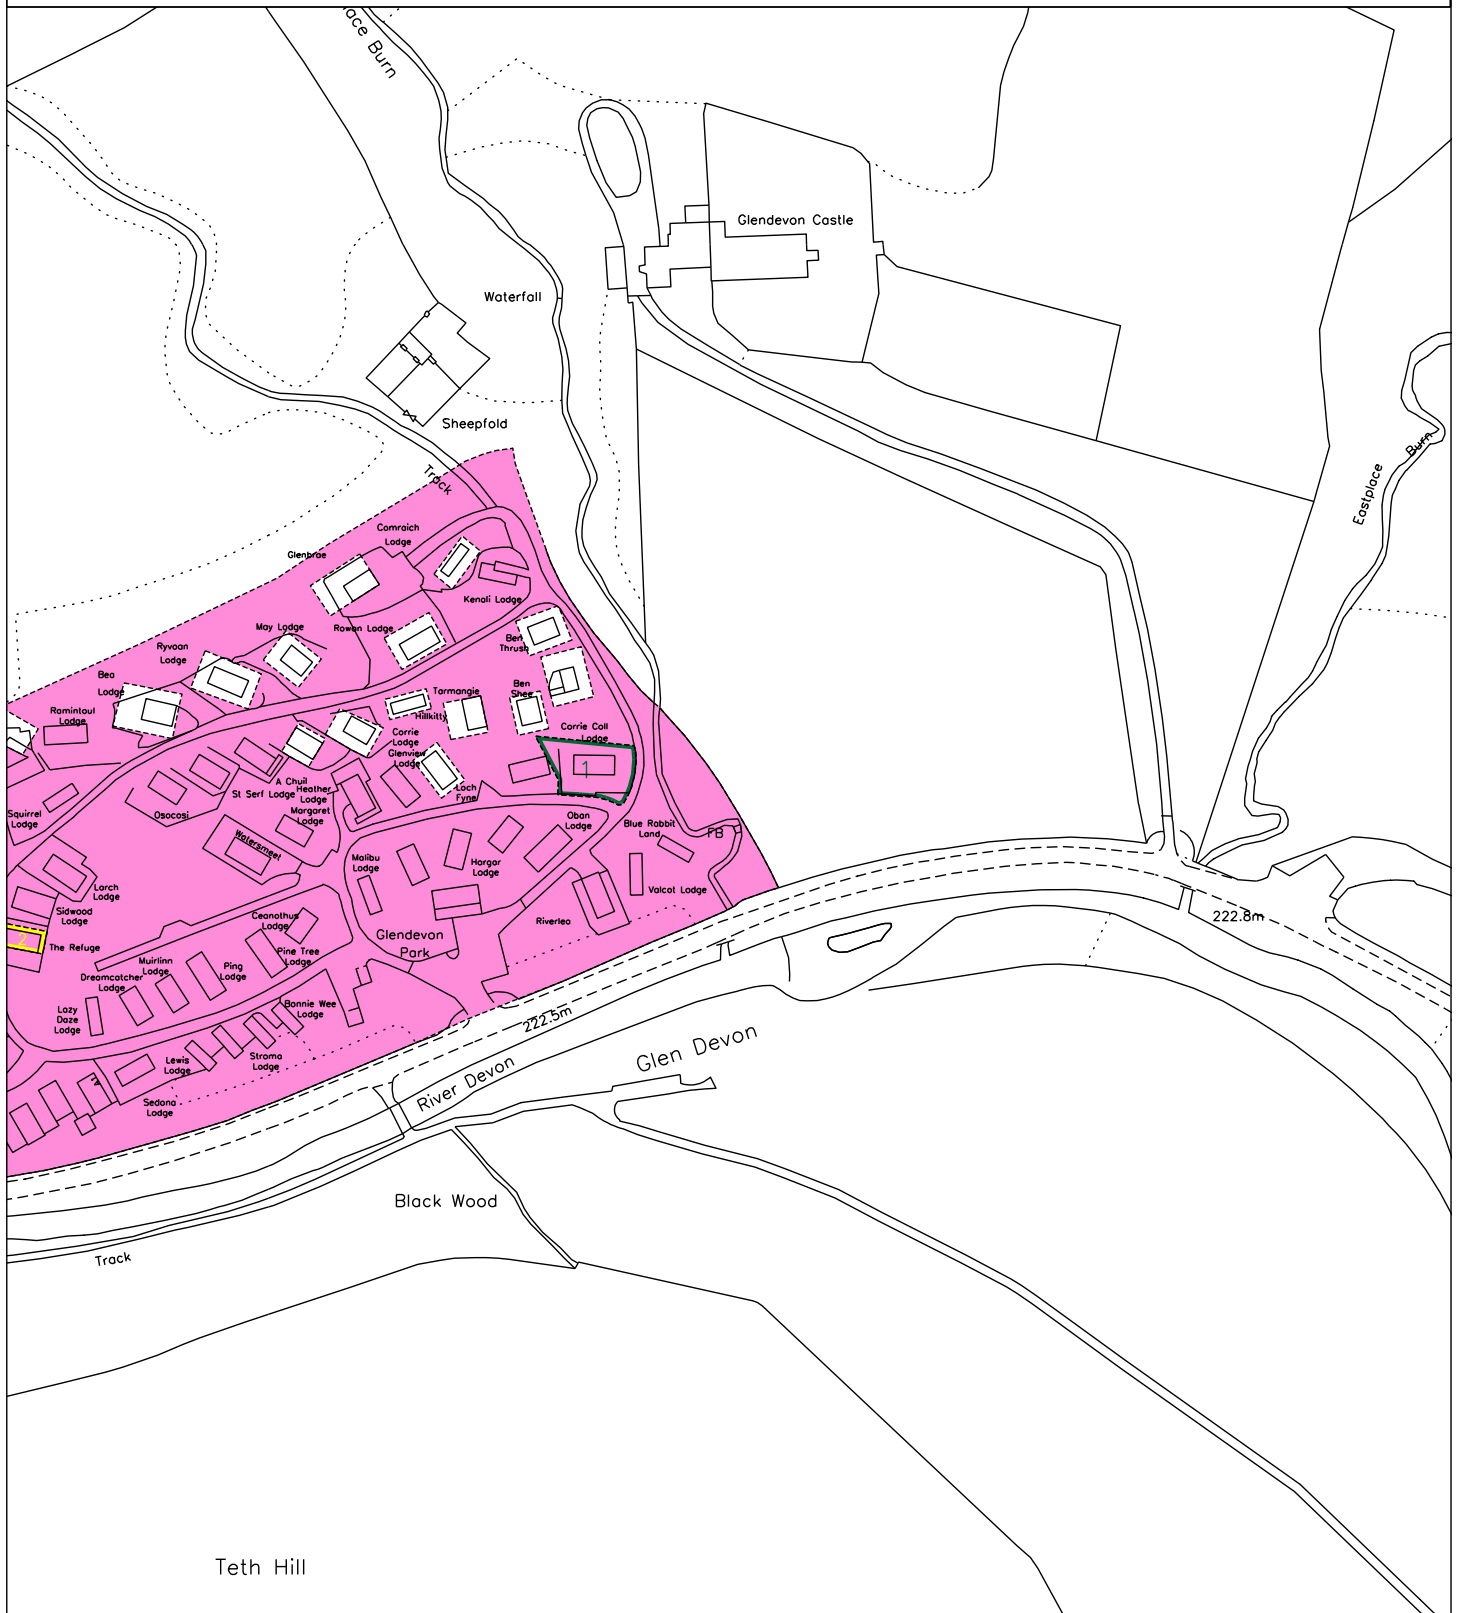 ace Burn
Glendevon Castle
Waterfall
Sheepfold
Track
Eastplace
Burn
Comraich
Lodge
Glenbrae
Kenali Lodge
May Lodge
Rowan Lodge
Ben
Thrush
Ryvoan
Lodge
Bea
Lodge
Ramintoul
Lodge
Tarmangie
Ben
Shee
Hillkitty
Corrie
Lodge
Corrie Coll
Lodge
Glenview
Lodge
1
A Chuil
St Serf Lodge
Heather
Lodge
Loch
Fyne
Squirrel
Lodge
Osocosi
Margaret
Lodge
Oban
Lodge
Blue Rabbit
Land
FB
Watersmeet
Malibu
Lodge
Hargar
Lodge
Valcot Lodge
Larch
Lodge
Sidwood
Lodge
Ceanothus
Lodge
Riverlea
222.8m
2
The Refuge
Glendevon
Park
Pine Tree
Lodge
Muirlinn
Lodge
Ping
Lodge
Dreamcatcher
Lodge
Bonnie Wee
Lodge
Lazy
Daze
Lodge
222.5m
Glen Devon
Lewis
Lodge
Stroma
Lodge
River Devon
Sedona
Lodge
Black Wood
Track
Teth Hill